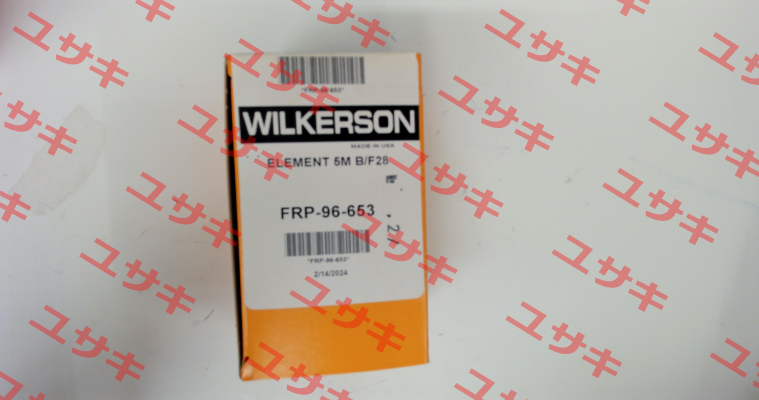 *FRP-96-653*
WILKERSON
MADE IN USA
ELEMENT 5M B/F28
FRP-96-653
*FRP-96-653*
2/14/2024
ユサキ